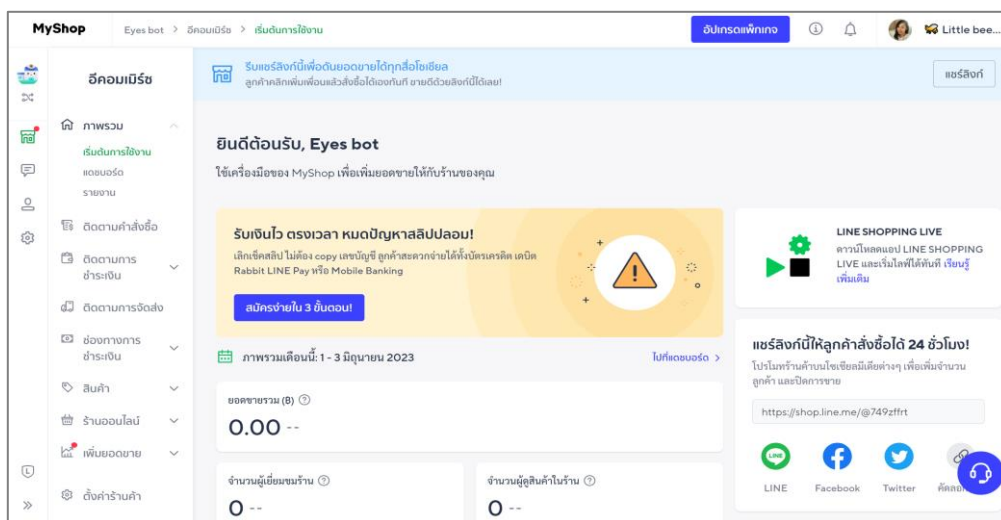 MyShop
Eyes bot > อีคอมเมิร์ซ > เริ่มต้นการใช้งาน
อัปเกรดแพ็กเกจ
Little bee...
อีคอมเมิร์ซ
ภาพรวม
เริ่มต้นการใช้งาน
แดชบอร์ด
รายงาน
ติดตามคำสั่งซื้อ
ติดตามการ
ชำระเงิน
ติดตามการจัดส่ง
ช่องทางการ
ชำระเงิน
สินค้า
ร้านออนไลน์
เพิ่มยอดขาย
ตั้งค่าร้านค้า
รีบแชร์ลิงก์นี้เพื่อดันยอดขายได้ทุกสื่อโซเชียล
ลูกค้าคลิกเพิ่มเพื่อนแล้วสั่งซื้อได้เองทันที ขายดีด้วยลิงก์นี้ได้เลย!
แชร์ลิงก์
ยินดีต้อนรับ, Eyes bot
ใช้เครื่องมือของ MyShop เพื่อเพิ่มยอดขายให้กับร้านของคุณ
รับเงินไว ตรงเวลา หมดปัญหาสลิปปลอม!
เลิกเช็คสลิป ไม่ต้อง copy เลขบัญชี ลูกค้าสะดวกจ่ายได้ทั้งบัตรเครดิต เดบิต
Rabbit LINE Pay หรือ Mobile Banking
สมัครง่ายใน 3 ขั้นตอน!
ภาพรวมเดือนนี้: 1 - 3 มิถุนายน 2023
ไปที่แดชบอร์ด >
ยอดขายรวม (B)
0.00 --
จำนวนผู้เยี่ยมชมร้าน
0 --
จำนวนผู้ดูสินค้าในร้าน
0 --
LINE SHOPPING LIVE
ดาวน์โหลดแอป LINE SHOPPING
LIVE และเริ่มไลฟ์ได้ทันที เรียนรู้
เพิ่มเติม
แชร์ลิงก์นี้ให้ลูกค้าสั่งซื้อได้ 24 ชั่วโมง!
โปรโมทร้านค้าบนโซเชียลมีเดียต่างๆ เพื่อเพิ่มจำนวน
ลูกค้า และปิดการขาย
https://shop.line.me/@749zffrt
LINE
Facebook
Twitter